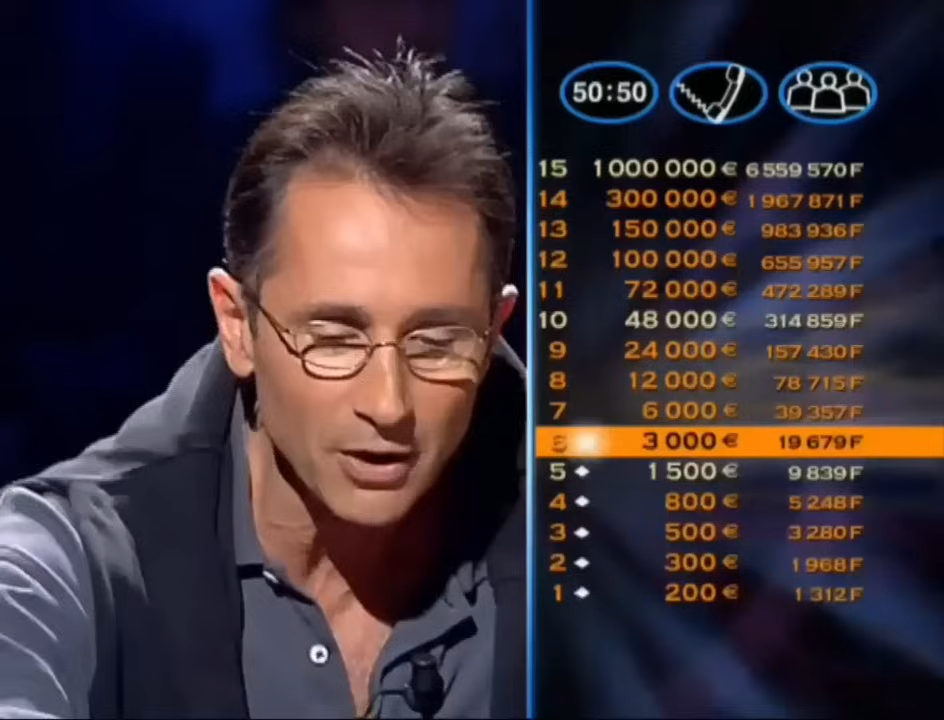 50:50
15 1 000 000 € 6 559 570 F
14 300 000 € 1 967 871 F
13 150 000 € 983 936 F
12 100 000 € 655 957 F
11 72 000 € 472 289 F
10 48 000 € 314 859 F
9 24 000 € 157 430 F
8 12 000 € 78 715 F
7 6 000 € 39 357 F
6 3 000 € 19 679 F
5 ◆ 1 500 € 9 839 F
4 ◆ 800 € 5 248 F
3 ◆ 500 € 3 280 F
2 ◆ 300 € 1 968 F
1 ◆ 200 € 1 312 F